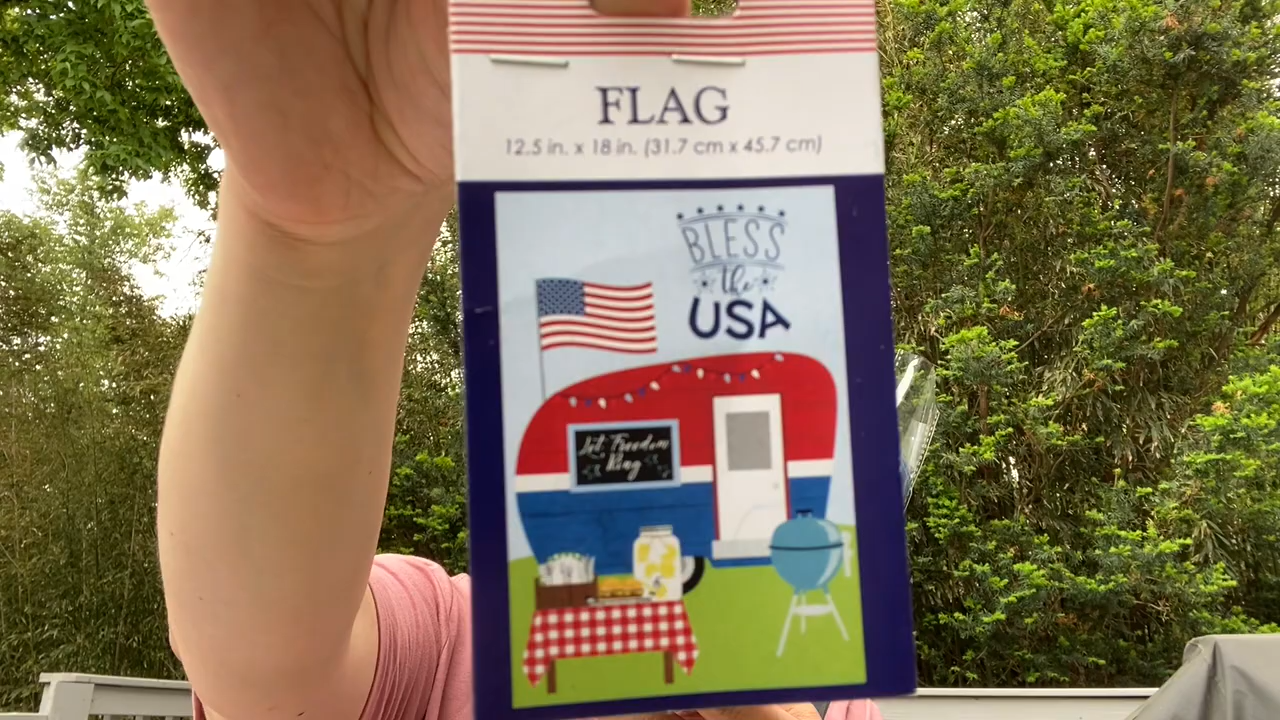 FLAG
12.5 in. x 18 in. (31.7 cm x 45.7 cm)
BLESS
the
USA
Let Freedom
Ring